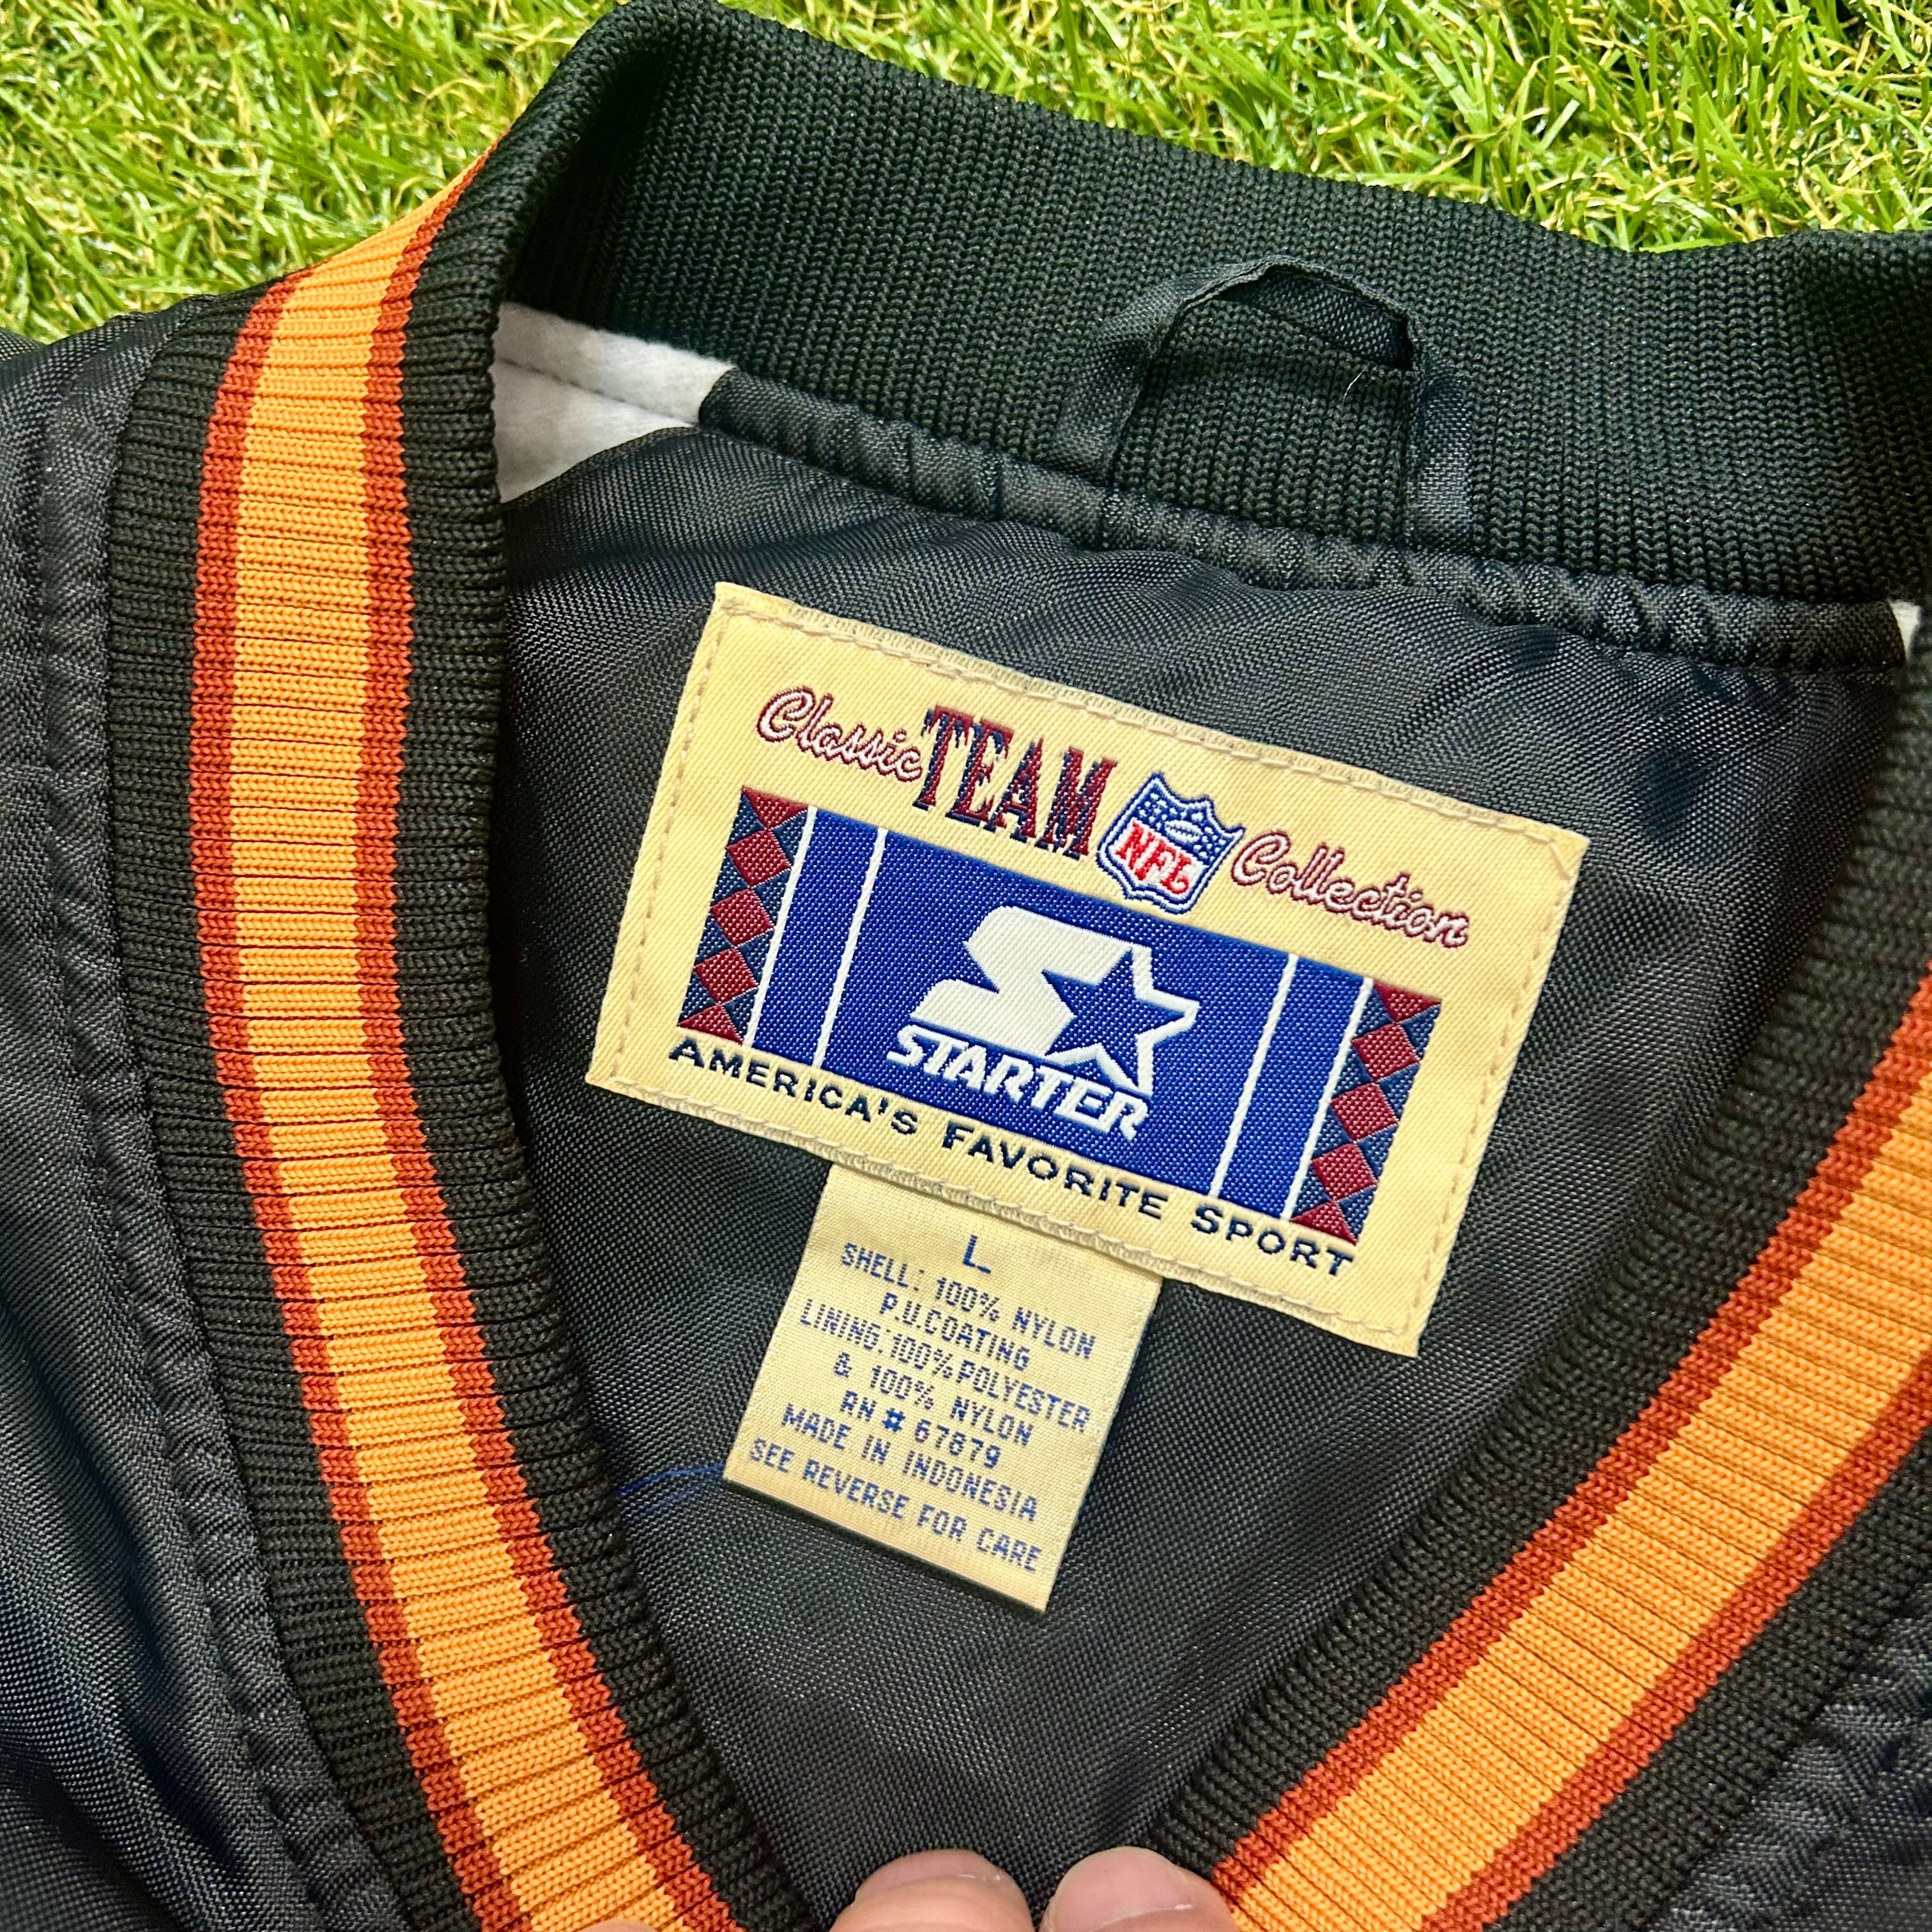 Classic TEAM NFL Collection
STARTER
AMERICA'S FAVORITE SPORT
L
SHELL: 100% NYLON
P.U.COATING
LINING:100%POLYESTER
& 100% NYLON
RN # 67879
MADE IN INDONESIA
SEE REVERSE FOR CARE